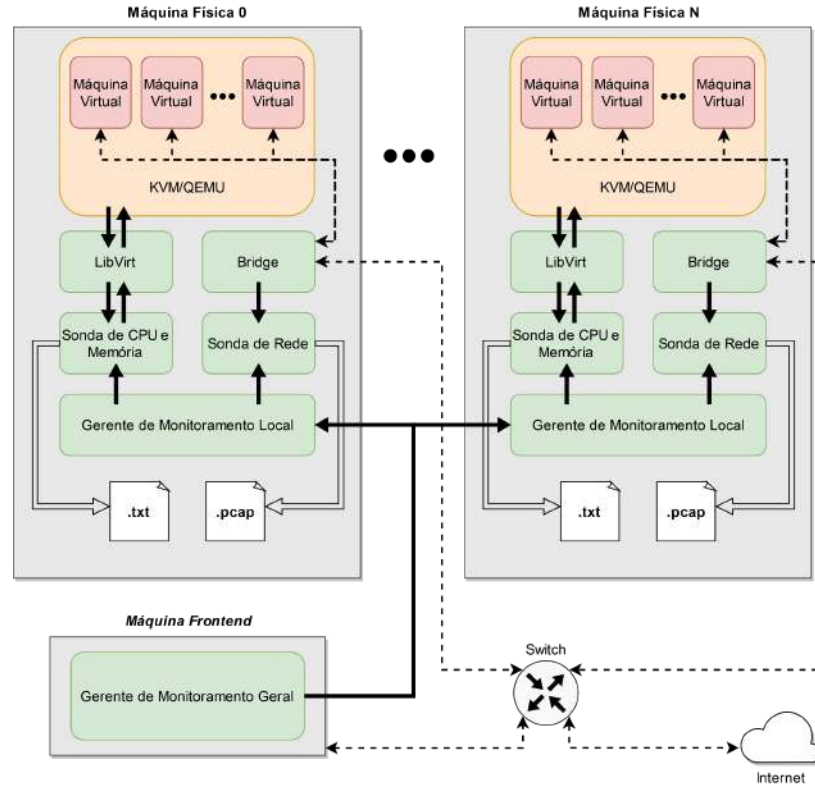 Máquina Física 0
Máquina
Virtual
Máquina
Virtual
Máquina
Virtual
KVM/QEMU
LibVirt
Bridge
Sonda de CPU e
Memória
Sonda de Rede
Gerente de Monitoramento Local
.txt
.pcap
Máquina Física N
Máquina
Virtual
Máquina
Virtual
Máquina
Virtual
KVM/QEMU
LibVirt
Bridge
Sonda de CPU e
Memória
Sonda de Rede
Gerente de Monitoramento Local
.txt
.pcap
Máquina Frontend
Gerente de Monitoramento Geral
Switch
Internet